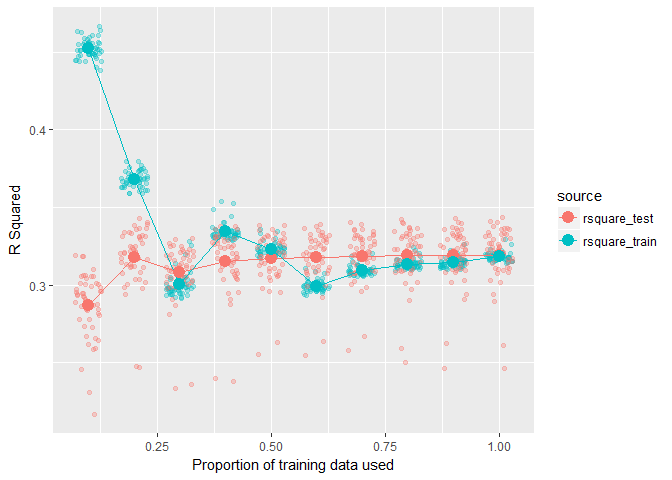 R Squared
0.4
0.3
0.25
0.50
0.75
1.00
Proportion of training data used
source
rsquare_test
rsquare_train